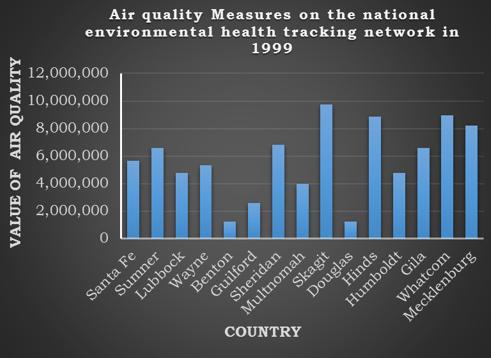 Air quality Measures on the national
environmental health tracking network in
1999
VALUE OF AIR QUALITY
12,000,000
10,000,000
8,000,000
6,000,000
4,000,000
2,000,000
0
Santa Fe
Sumner
Lubbock
Wayne
Benton
Guilford
Sheridan
Multnomah
Skagit
Douglas
Hinds
Humboldt
Gila
Whatcom
Mecklenburg
COUNTRY